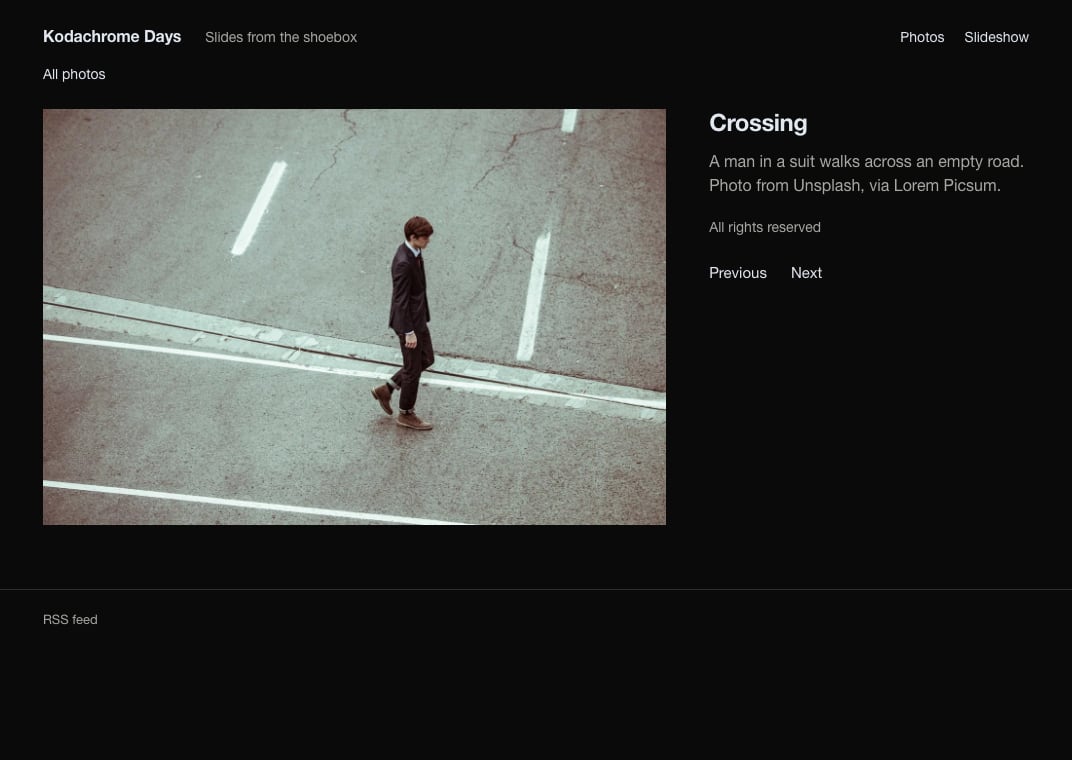 Kodachrome Days
Slides from the shoebox
Photos
Slideshow
All photos
Crossing
A man in a suit walks across an empty road.
Photo from Unsplash, via Lorem Picsum.
All rights reserved
Previous
Next
RSS feed